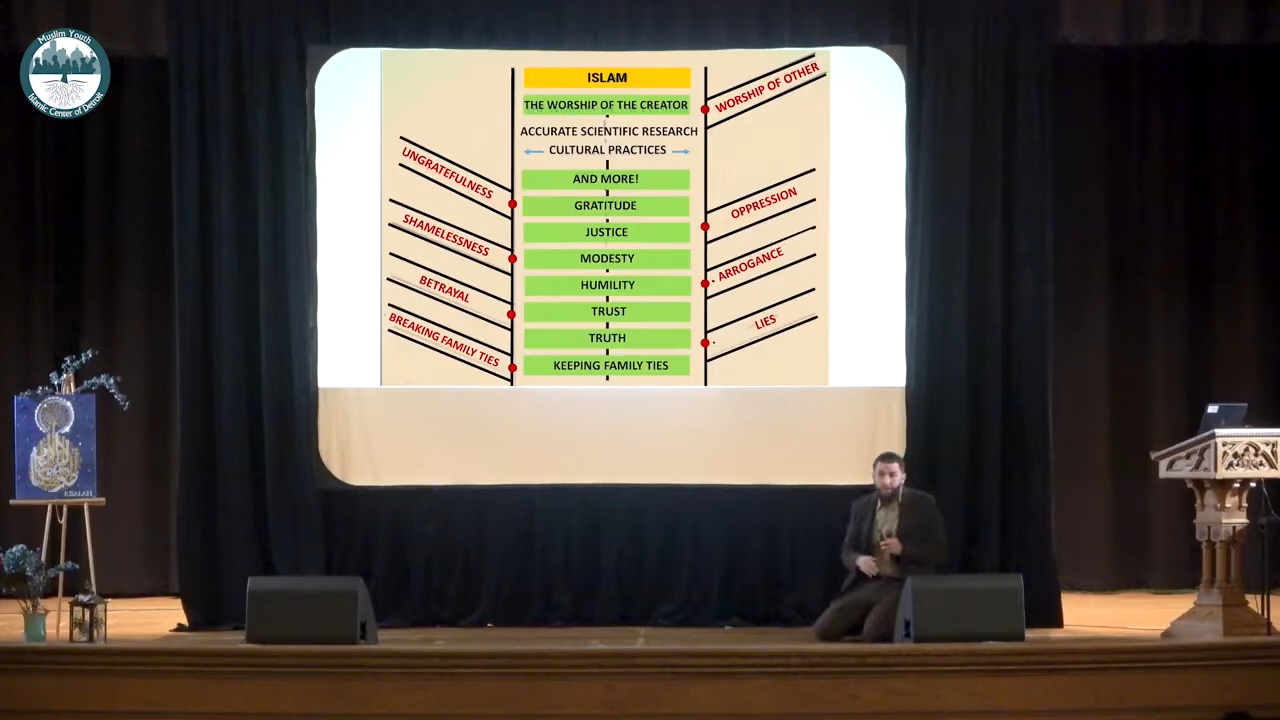 Muslim Youth
Islamic Center of Detroit
ISLAM
THE WORSHIP OF THE CREATOR
ACCURATE SCIENTIFIC RESEARCH
CULTURAL PRACTICES
AND MORE!
GRATITUDE
JUSTICE
MODESTY
HUMILITY
TRUST
TRUTH
KEEPING FAMILY TIES
UNGRATEFULNESS
SHAMELESSNESS
BETRAYAL
BREAKING FAMILY TIES
WORSHIP OF OTHER
OPPRESSION
ARROGANCE
LIES
RISALAH